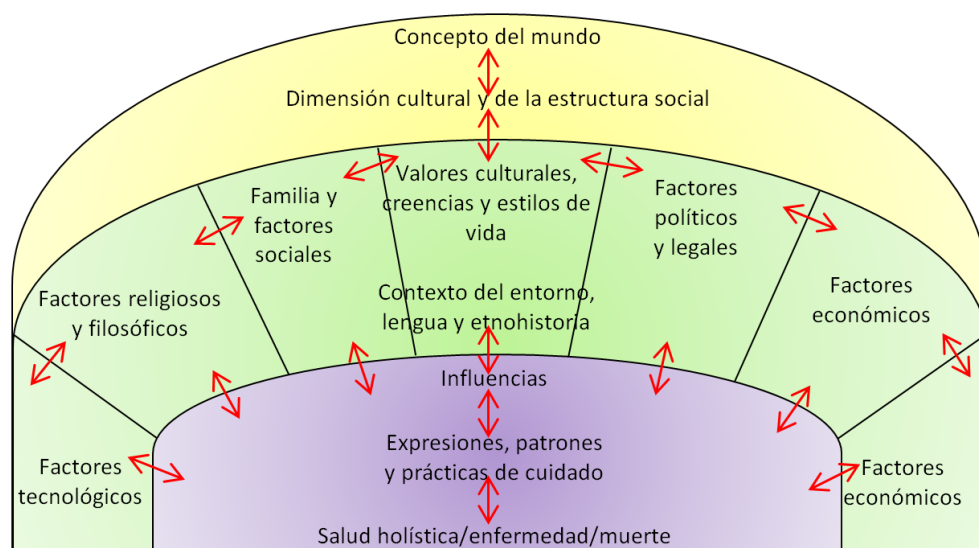 Concepto del mundo
Dimensión cultural y de la estructura social
Valores culturales,
creencias y estilos de
vida
Familia y
factores
sociales
Factores
políticos
y legales
Factores religiosos
y filosóficos
Contexto del entorno,
lengua y etnohistoria
Factores
económicos
Influencias
Expresiones, patrones
y prácticas de cuidado
Factores
tecnológicos
Factores
económicos
Salud holística/enfermedad/muerte